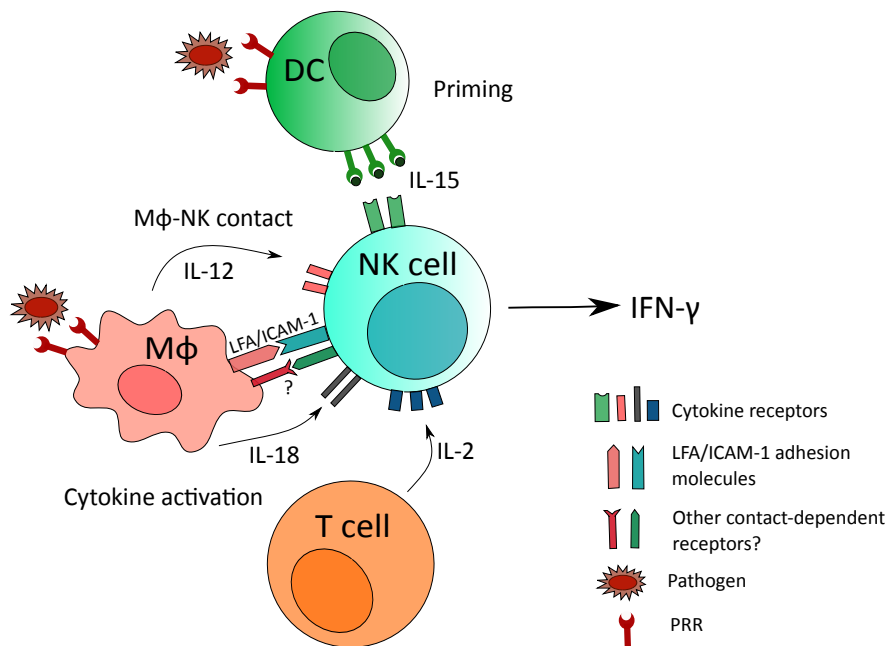 DC
Priming
IL-15
Mϕ-NK contact
IL-12
NK cell
IFN-γ
LFA/ICAM-1
Mϕ
?
IL-18
IL-2
Cytokine activation
T cell
Cytokine receptors
LFA/ICAM-1 adhesion
molecules
Other contact-dependent
receptors?
Pathogen
PRR